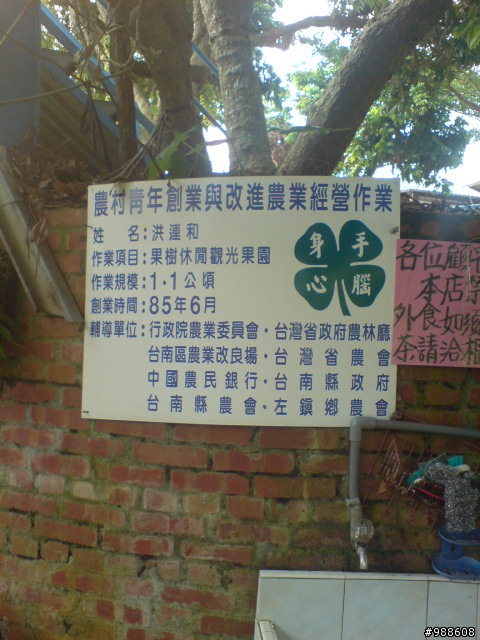 農村青年創業與改進農業經營作業
姓名：洪連和
作業項目：果樹休閒觀光果園
作業規模：1·1公頃
創業時間：85年6月
輔導單位：行政院農業委員會·台灣省政府農林廳
台南區農業改良場·台灣省農會
中國農民銀行·台南縣政府
台南縣農會·左鎮鄉農會
身手
心腦
各位顧
本店
外食如
茶請洽櫃
#988608